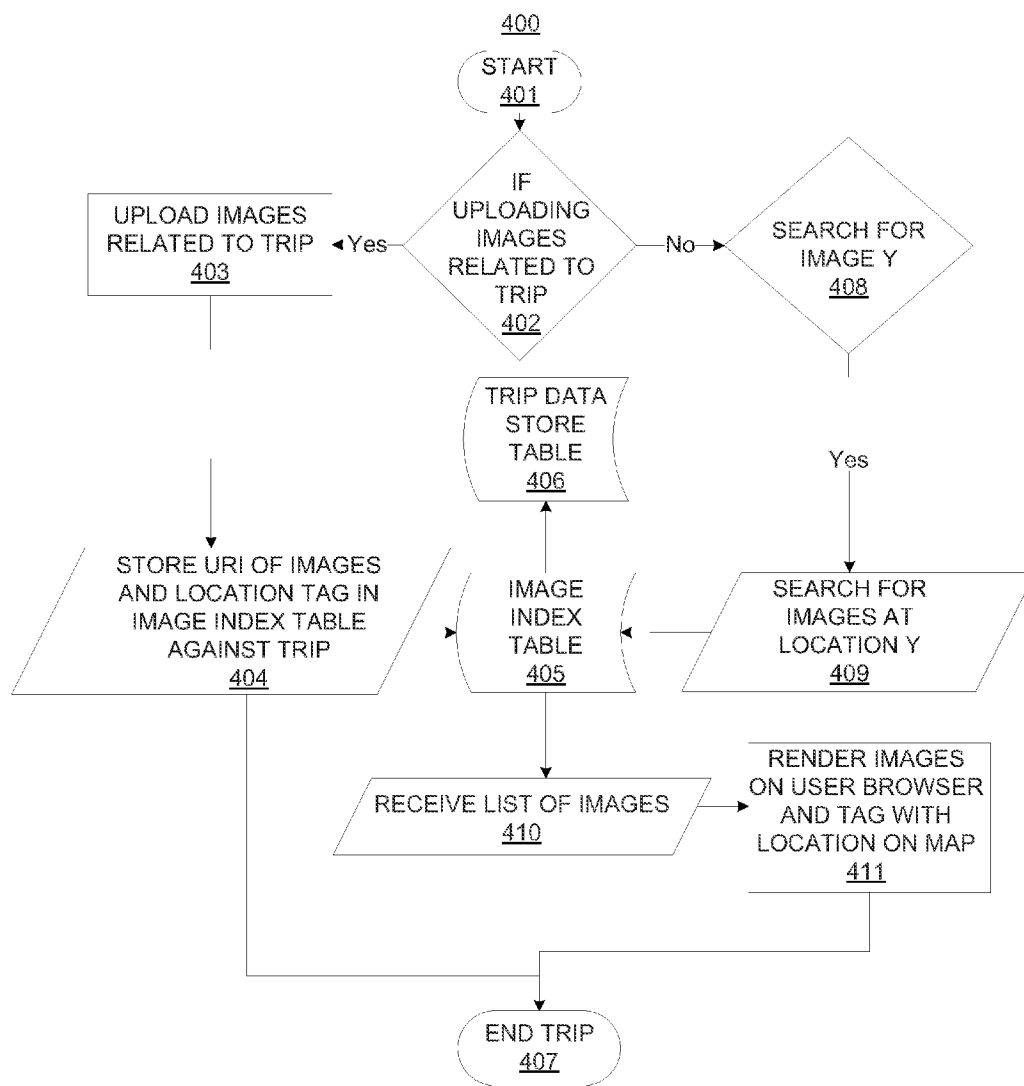 400
START
401
IF
UPLOADING
IMAGES
RELATED TO
TRIP
402
Yes
No
UPLOAD IMAGES
RELATED TO TRIP
403
SEARCH FOR
IMAGE Y
408
TRIP DATA
STORE
TABLE
406
Yes
STORE URI OF IMAGES
AND LOCATION TAG IN
IMAGE INDEX TABLE
AGAINST TRIP
404
IMAGE
INDEX
TABLE
405
SEARCH FOR
IMAGES AT
LOCATION Y
409
RECEIVE LIST OF IMAGES
410
RENDER IMAGES
ON USER BROWSER
AND TAG WITH
LOCATION ON MAP
411
END TRIP
407